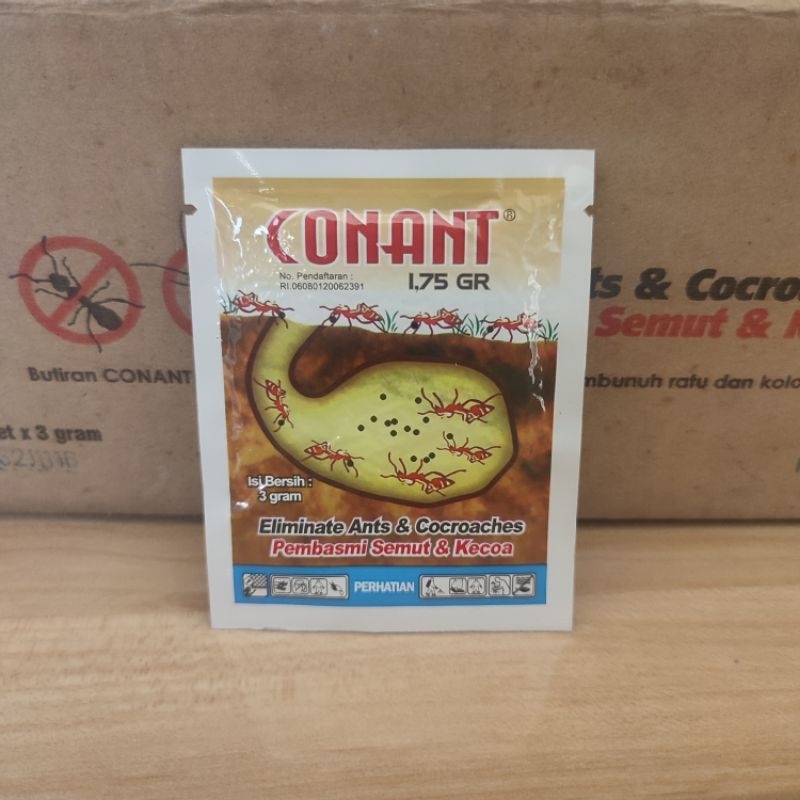 CONANT®
1,75 GR
No. Pendaftaran :
RI.06080120062391
Isi Bersih :
3 gram
Eliminate Ants & Cocroaches
Pembasmi Semut & Kecoa
PERHATIAN
ts & Cocro
Semut & K
Butiran CONANT
mbunuh ratu dan kolo
et x 3 gram